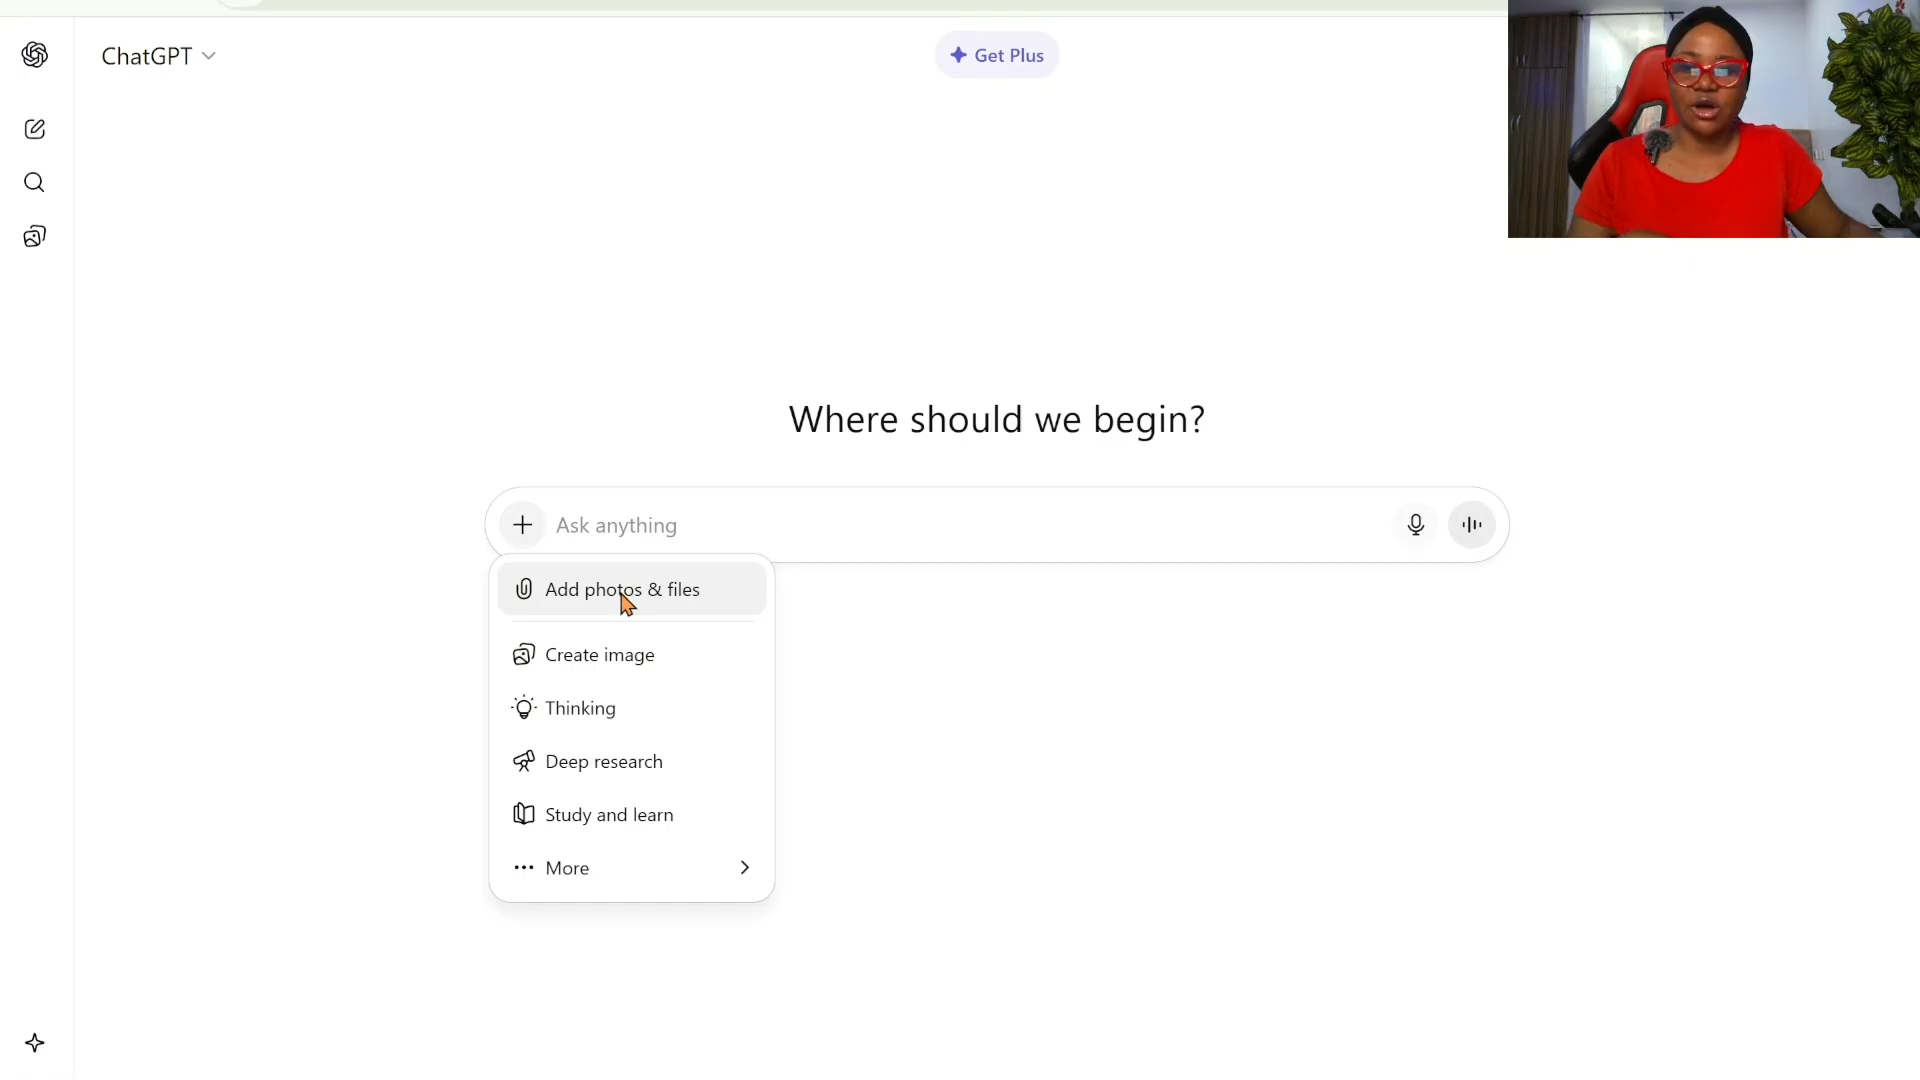 ChatGPT
Get Plus
Where should we begin?
Ask anything
Add photos & files
Create image
Thinking
Deep research
Study and learn
More